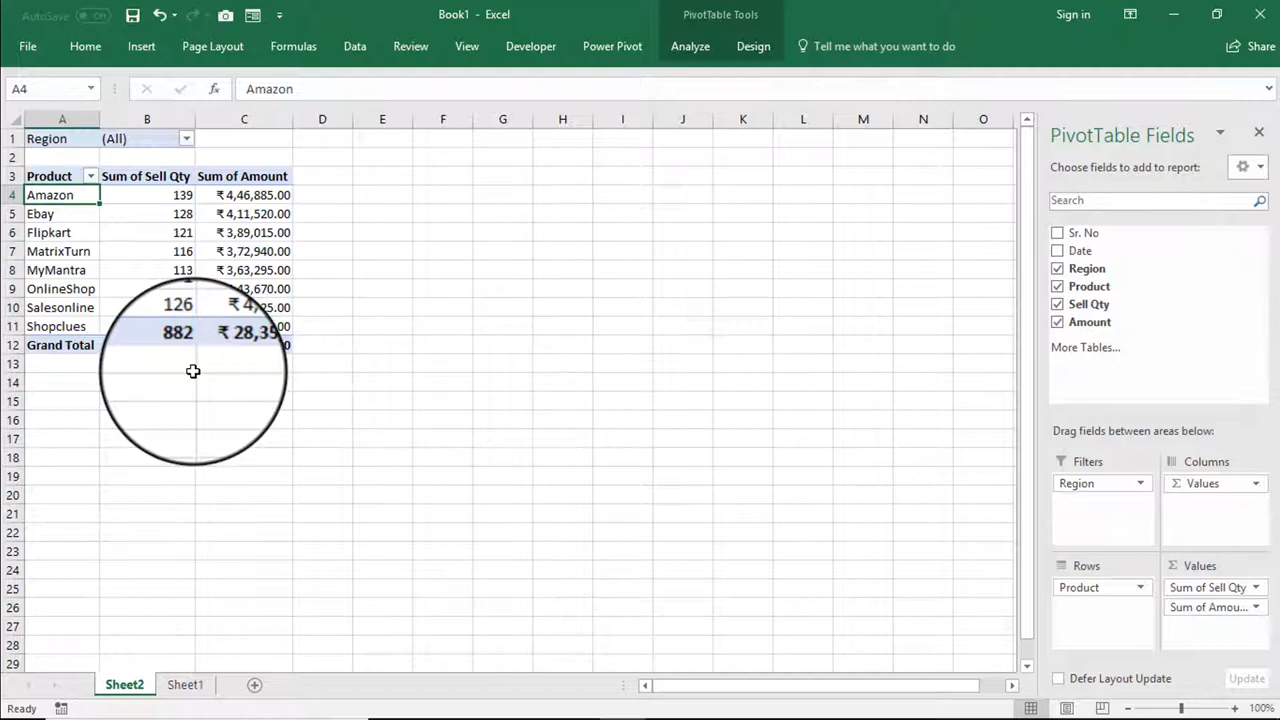 AutoSave Off Book1 - Excel PivotTable Tools Sign in
File Home Insert Page Layout Formulas Data Review View Developer Power Pivot Analyze Design Tell me what you want to do Share
A4 fx Amazon
A B C D E F G H I J K L M N O
1 Region (All)
2
3 Product Sum of Sell Qty Sum of Amount
4 Amazon 139 ₹ 4,46,885.00
5 Ebay 128 ₹ 4,11,520.00
6 Flipkart 121 ₹ 3,89,015.00
7 MatrixTurn 116 ₹ 3,72,940.00
8 MyMantra 113 ₹ 3,63,295.00
9 OnlineShop 43,670.00
10 Salesonline 126 ₹ 4, 25.00
11 Shopclues 882 ₹ 28,35 00
12 Grand Total 0
13
14
15
16
17
18
19
20
21
22
23
24
25
26
27
28
29
PivotTable Fields
Choose fields to add to report:
Search
Sr. No
Date
Region
Product
Sell Qty
Amount
More Tables...
Drag fields between areas below:
Filters Columns
Region Σ Values
Rows Σ Values
Product Sum of Sell Qty
Sum of Amou...
Defer Layout Update Update
Sheet2 Sheet1
Ready 100%